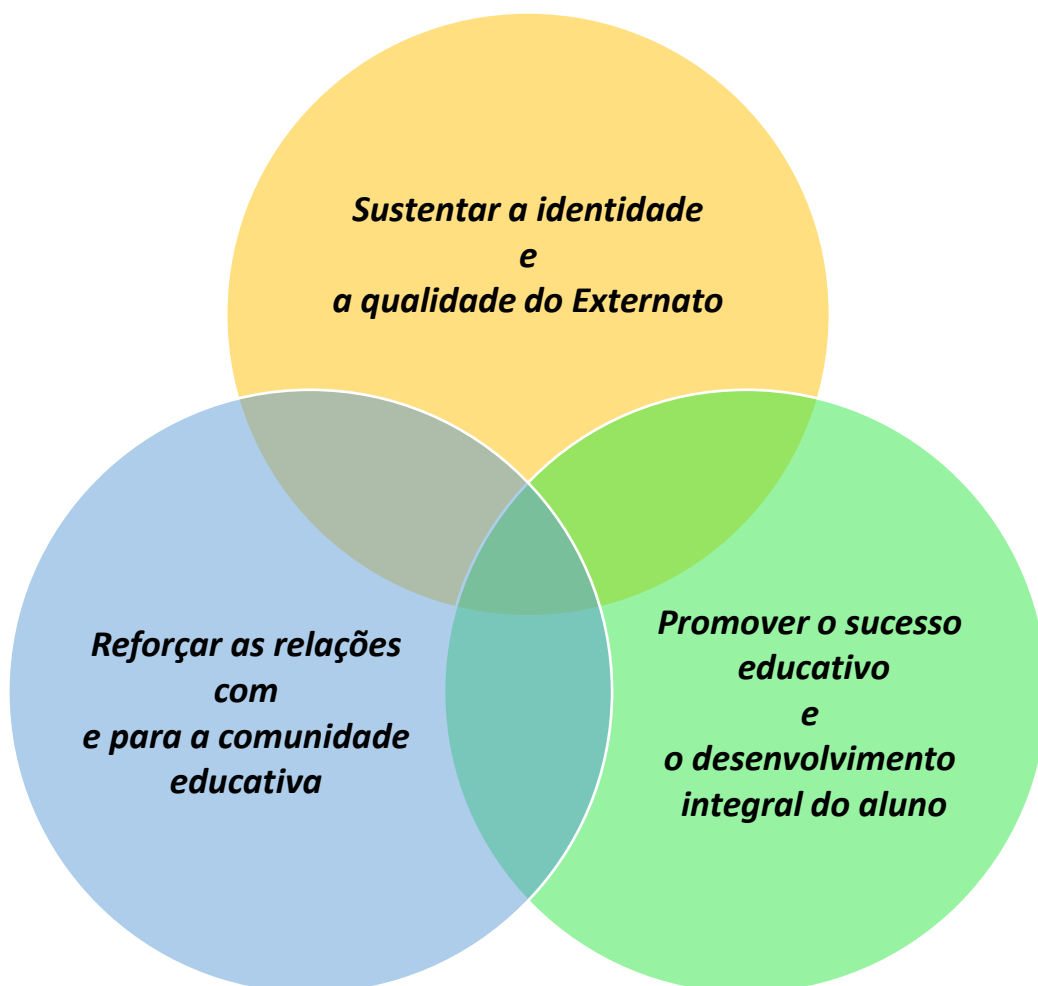 Sustentar a identidade
e
a qualidade do Externato
Reforçar as relações
com
e para a comunidade
educativa
Promover o sucesso
educativo
e
o desenvolvimento
integral do aluno